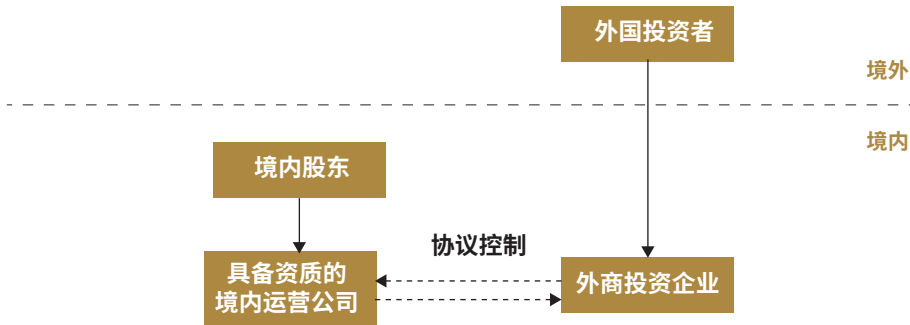 外国投资者
境外
境内
境内股东
协议控制
具备资质的
境内运营公司
外商投资企业